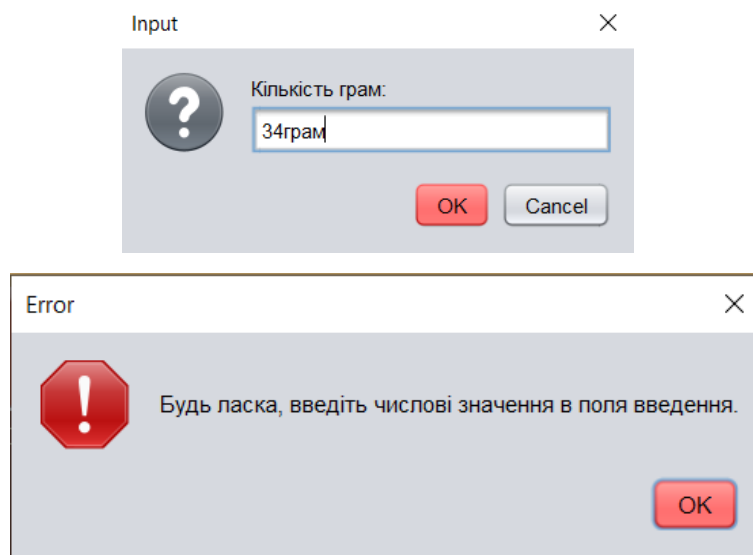 Input
Кількість грам:
34грам
OK
Cancel
Error
Будь ласка, введіть числові значення в поля введення.
OK